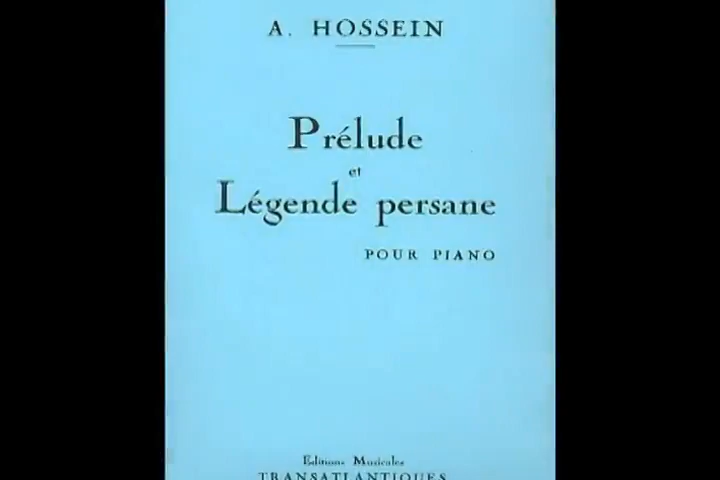 A. HOSSEIN
Prélude
et
Légende persane
POUR PIANO
Editions Musicales
TRANSATLANTIQUES